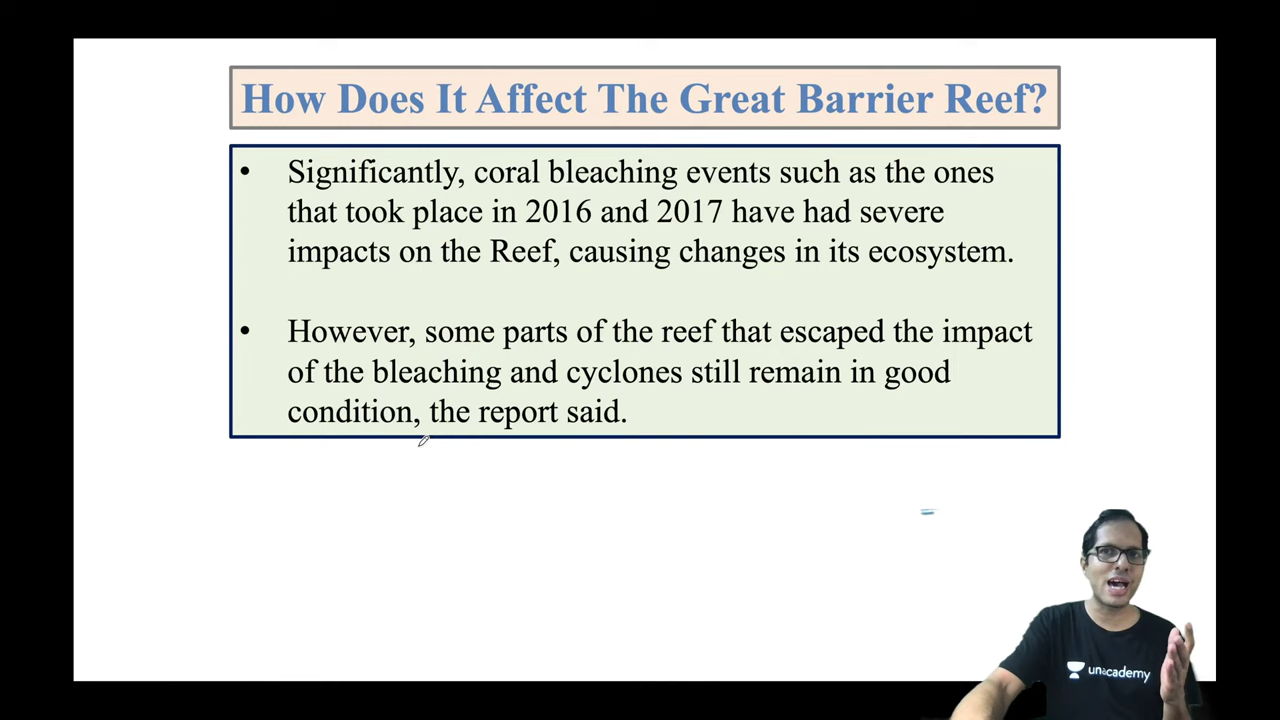 How Does It Affect The Great Barrier Reef?
• Significantly, coral bleaching events such as the ones
that took place in 2016 and 2017 have had severe
impacts on the Reef, causing changes in its ecosystem.
• However, some parts of the reef that escaped the impact
of the bleaching and cyclones still remain in good
condition, the report said.
unacademy